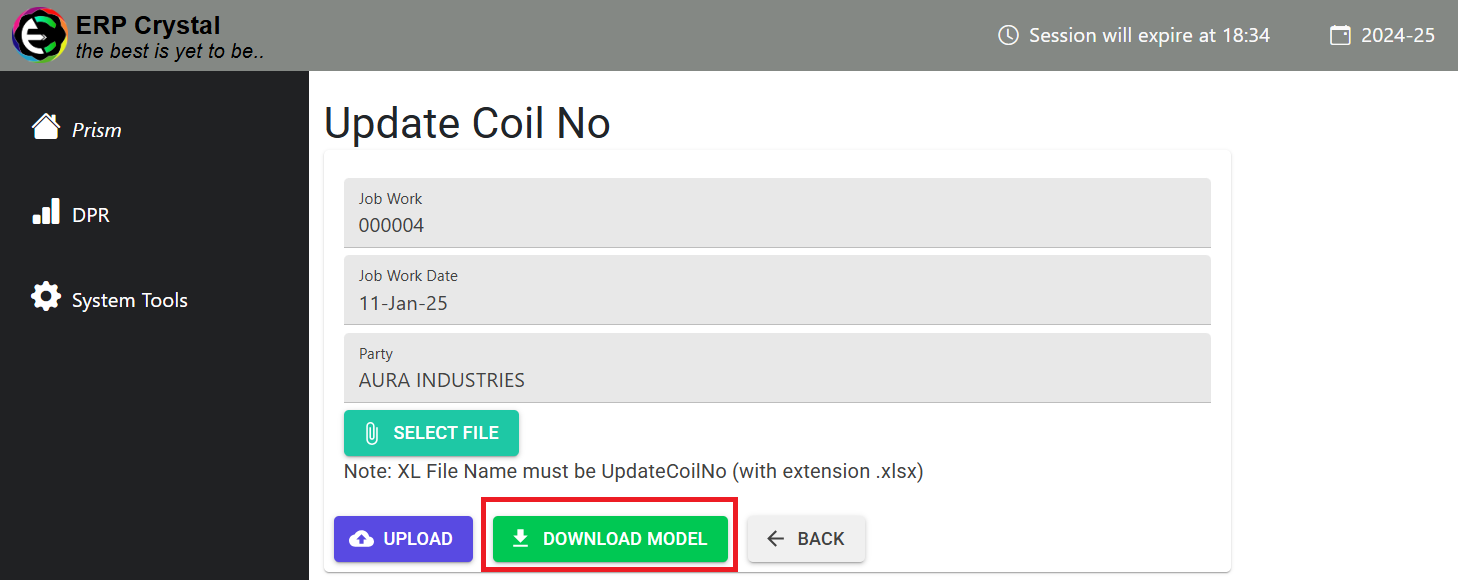 ERP Crystal
the best is yet to be..
Session will expire at 18:34
2024-25
Prism
DPR
System Tools
Update Coil No
Job Work
000004
Job Work Date
11-Jan-25
Party
AURA INDUSTRIES
SELECT FILE
Note: XL File Name must be UpdateCoilNo (with extension .xlsx)
UPLOAD
DOWNLOAD MODEL
BACK